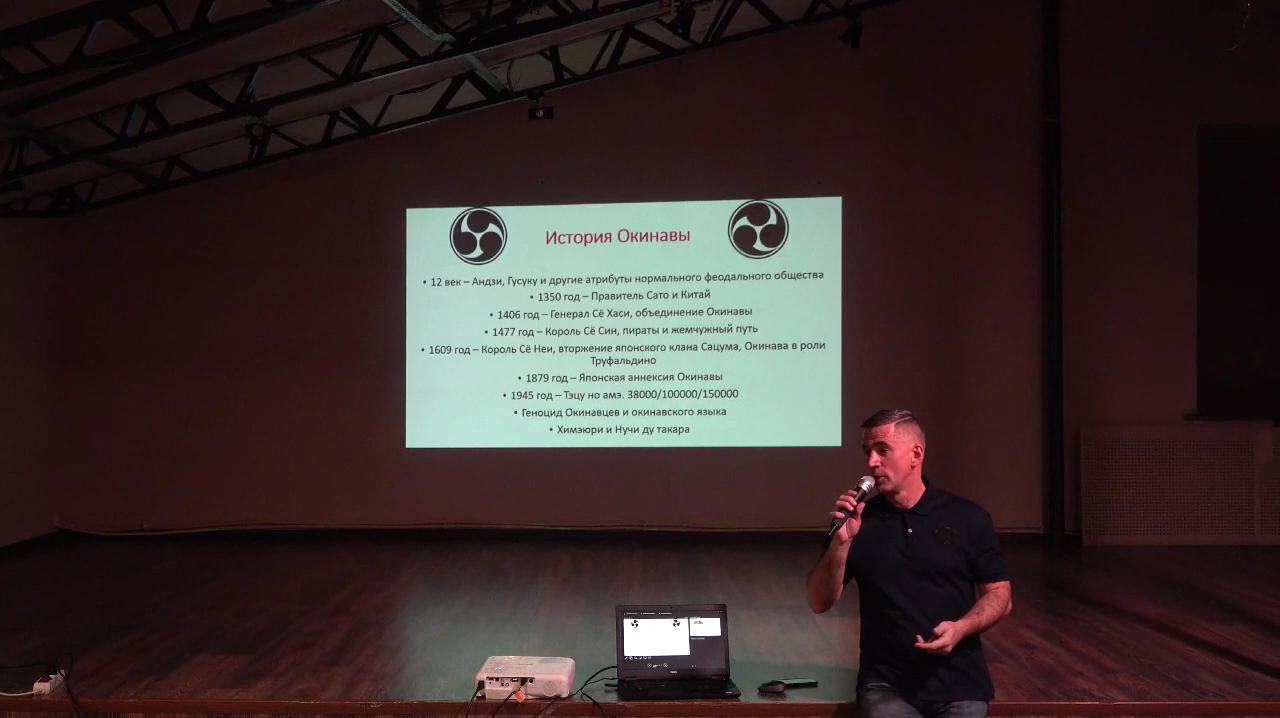 История Окинавы
• 12 век – Андзи, Гусуку и другие атрибуты нормального феодального общества
• 1350 год – Правитель Сато и Китай
• 1406 год – Генерал Сё Хаси, объединение Окинавы
• 1477 год – Король Сё Син, пираты и жемчужный путь
• 1609 год – Король Сё Неи, вторжение японского клана Сацума, Окинава в роли
Труфальдино
• 1879 год – Японская аннексия Окинавы
• 1945 год – Тэцу но амэ. 38000/100000/150000
• Геноцид Окинавцев и окинавского языка
• Химэюри и Нучи ду такара